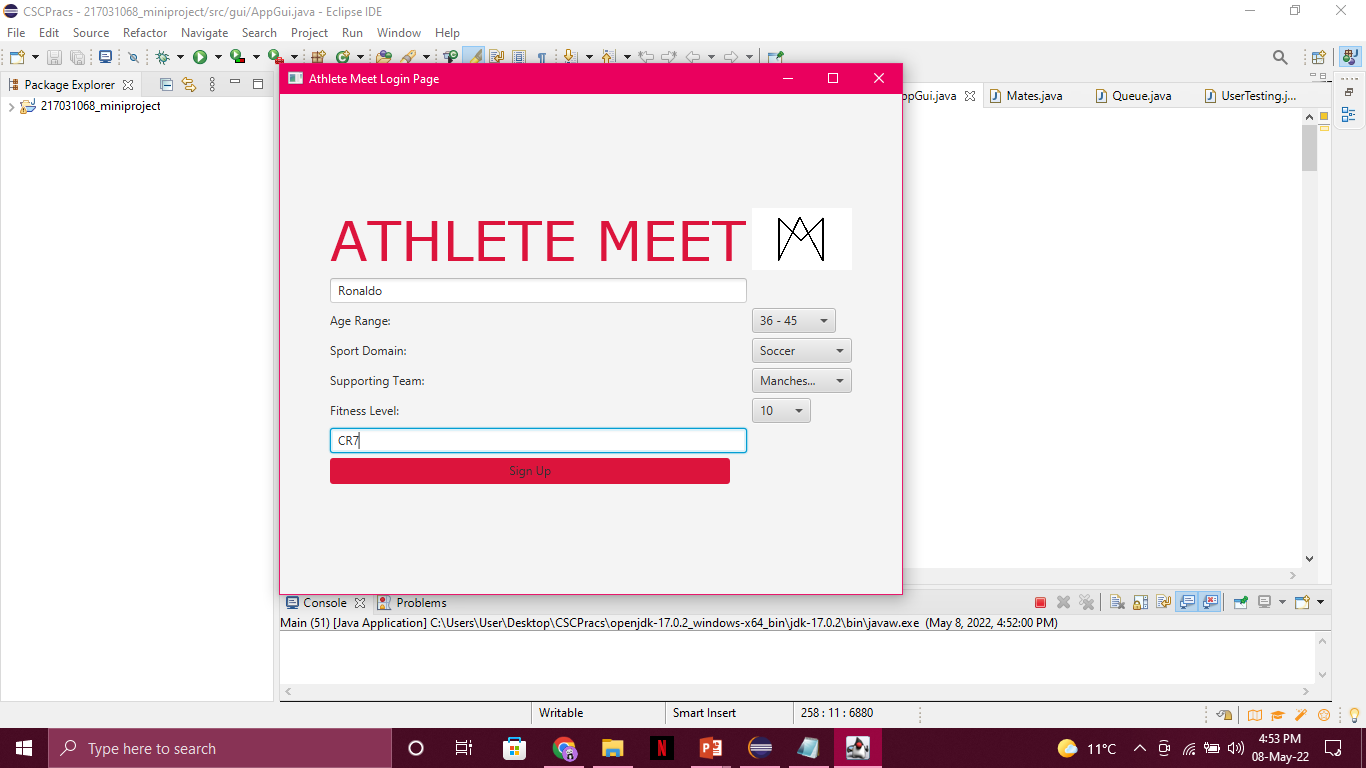 CSCPracs - 217031068_miniproject/src/gui/AppGui.java - Eclipse IDE
File Edit Source Refactor Navigate Search Project Run Window Help
Package Explorer
217031068_miniproject
Athlete Meet Login Page
ppGui.java Mates.java Queue.java UserTesting.j...
ATHLETE MEET
Ronaldo
Age Range: 36 - 45
Sport Domain: Soccer
Supporting Team: Manches...
Fitness Level: 10
CR7
Sign Up
Console Problems
Main (51) [Java Application] C:\Users\User\Desktop\CSCPracs\openjdk-17.0.2_windows-x64_bin\jdk-17.0.2\bin\javaw.exe (May 8, 2022, 4:52:00 PM)
Writable Smart Insert 258 : 11 : 6880
Type here to search
11°C
4:53 PM
08-May-22